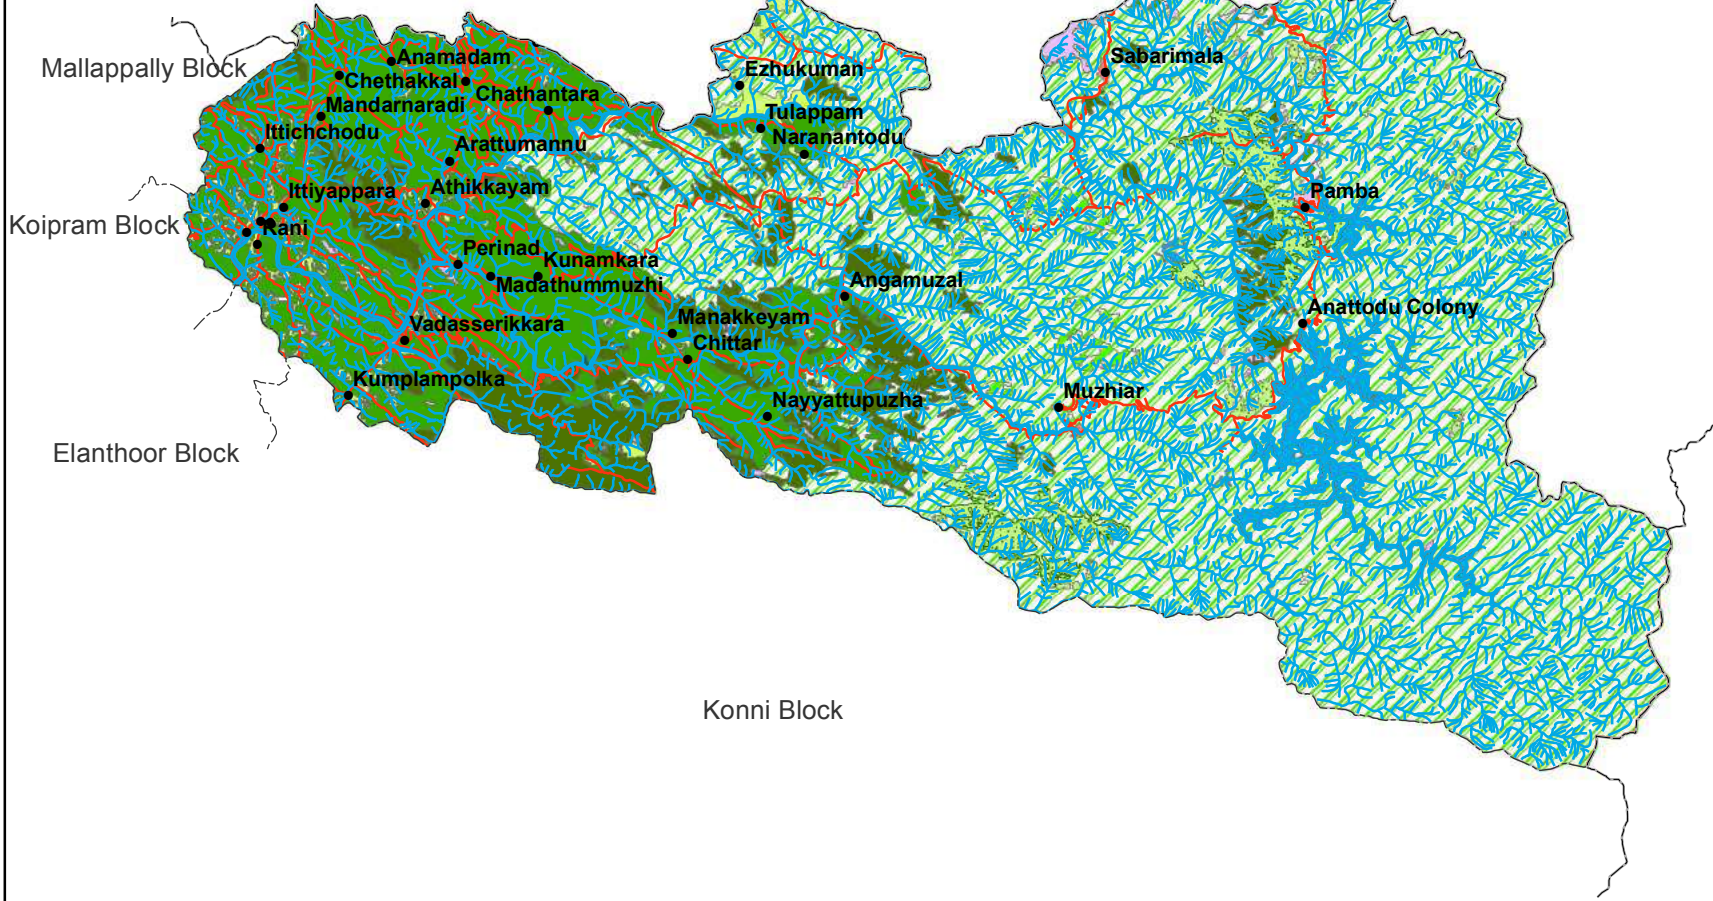 Anamadam
Sabarimala
Mallappally Block
Ezhukuman
Chethakkal
Chathantara
Mandarnaradi
Tulappam
Ittichchodu
Naranantodu
Arattumannu
Ittiyappara
Athikkayam
Pamba
Koipram Block
Rani
Perinad
Kunamkara
Madathummuzhi
Angamuzal
Anattodu Colony
Manakkeyam
Vadasserikkara
Chittar
Kumplampolka
Muzhiar
Nayyattupuzha
Elanthoor Block
Konni Block